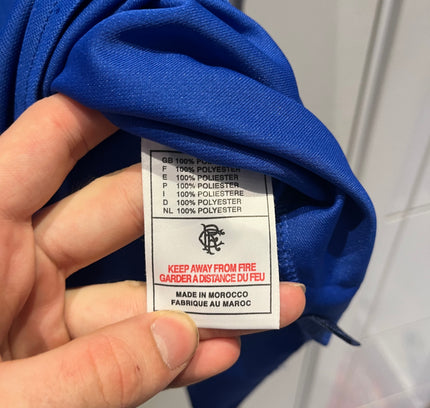 GB 100% POLYESTER
F 100% POLYESTER
E 100% POLIESTER
P 100% POLIESTER
I 100% POLIESTERE
D 100% POLYESTER
NL 100% POLYESTER
KEEP AWAY FROM FIRE
GARDER A DISTANCE DU FEU
MADE IN MOROCCO
FABRIQUE AU MAROC